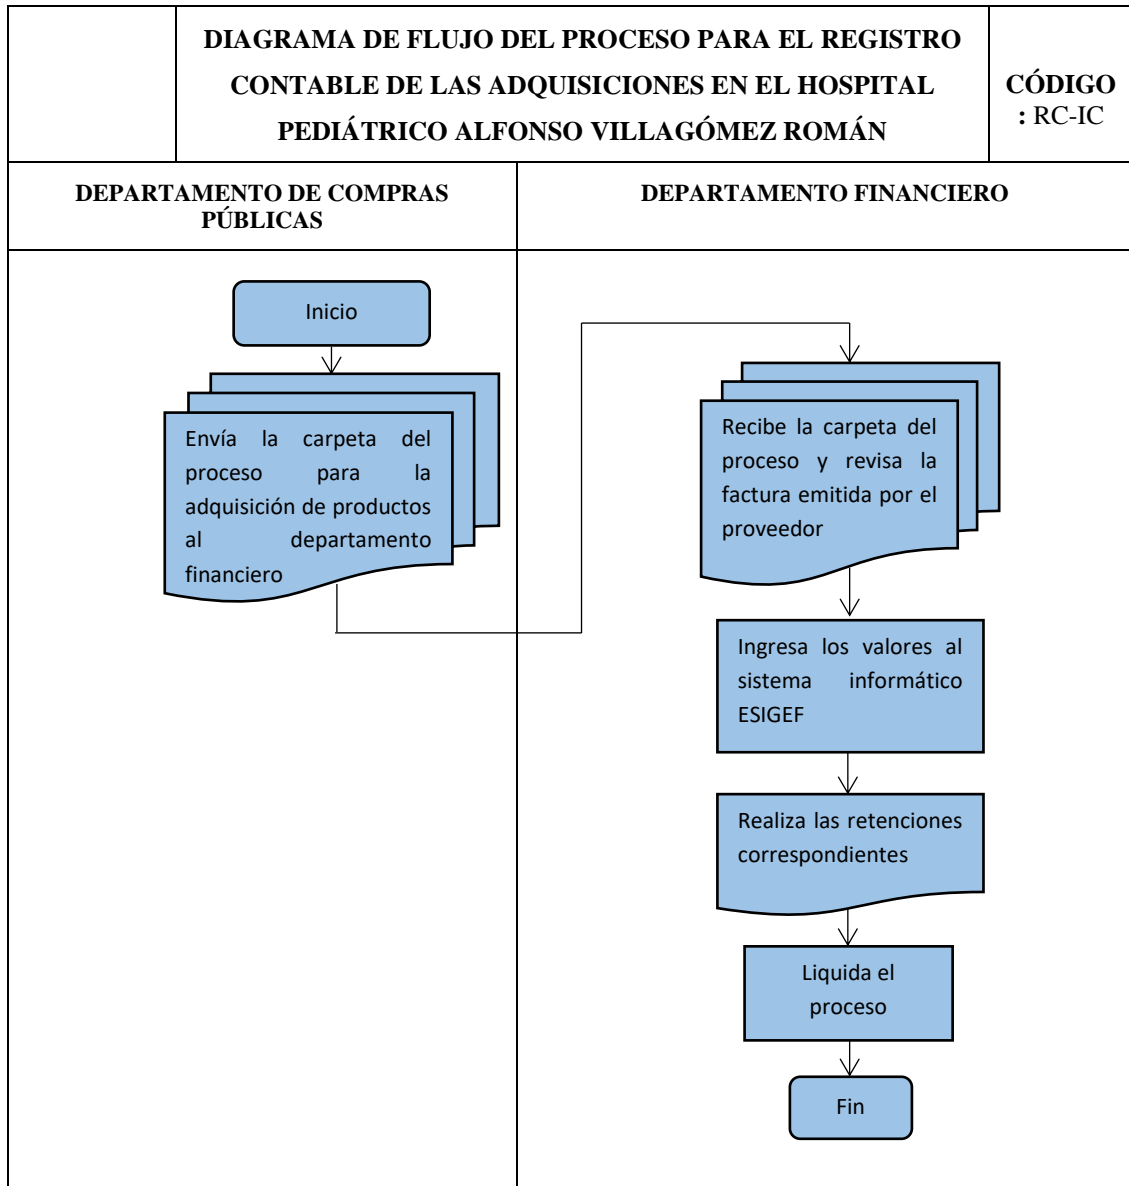 DIAGRAMA DE FLUJO DEL PROCESO PARA EL REGISTRO
CONTABLE DE LAS ADQUISICIONES EN EL HOSPITAL
PEDIÁTRICO ALFONSO VILLAGÓMEZ ROMÁN
CÓDIGO
: RC-IC
DEPARTAMENTO DE COMPRAS
PÚBLICAS
DEPARTAMENTO FINANCIERO
Inicio
Envía la carpeta del
proceso para la
adquisición de productos
al departamento
financiero
Recibe la carpeta del
proceso y revisa la
factura emitida por el
proveedor
Ingresa los valores al
sistema informático
ESIGEF
Realiza las retenciones
correspondientes
Liquida el
proceso
Fin